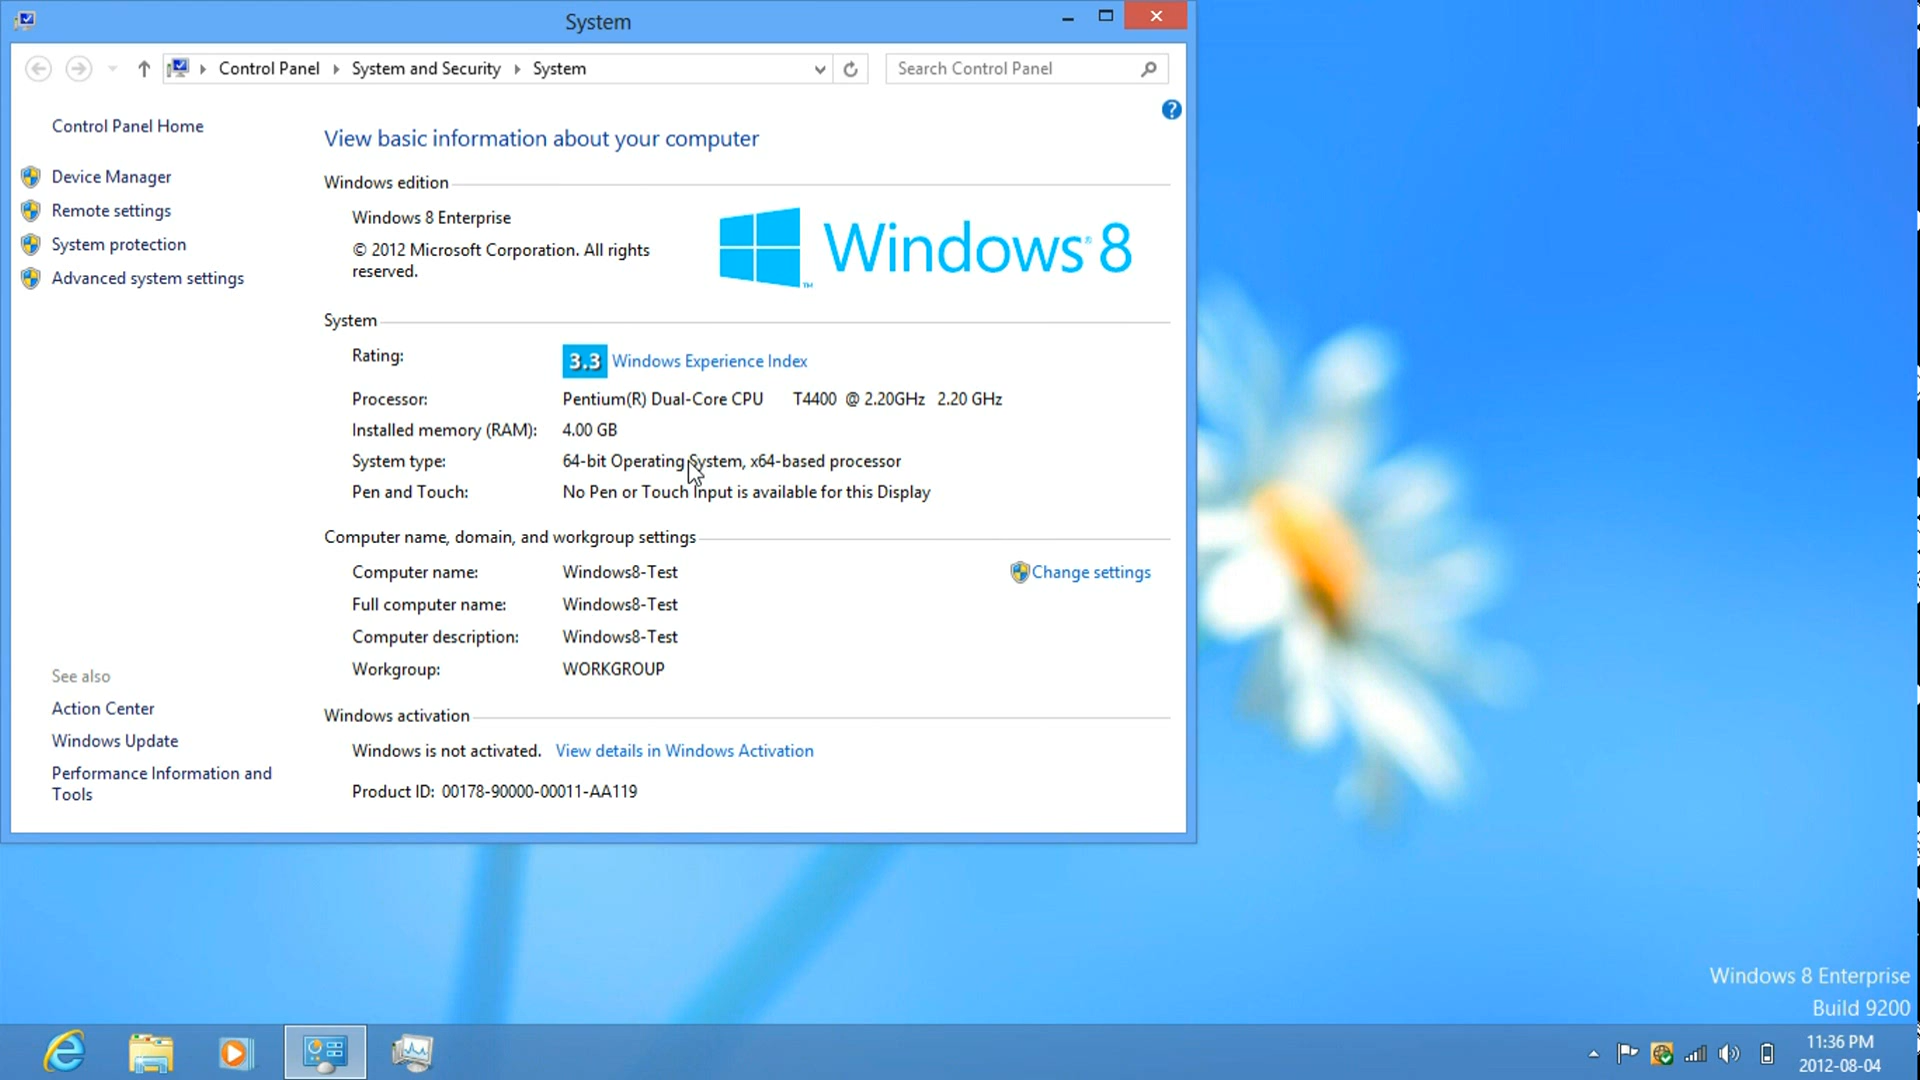 System
Control Panel
System and Security
System
Search Control Panel
?
Control Panel Home
Device Manager
Remote settings
System protection
Advanced system settings
See also
Action Center
Windows Update
Performance Information and
Tools
View basic information about your computer
Windows edition
Windows 8 Enterprise
© 2012 Microsoft Corporation. All rights
reserved.
Windows® 8
™
System
Rating: 3.3 Windows Experience Index
Processor: Pentium(R) Dual-Core CPU T4400 @ 2.20GHz 2.20 GHz
Installed memory (RAM): 4.00 GB
System type: 64-bit Operating System, x64-based processor
Pen and Touch: No Pen or Touch Input is available for this Display
Computer name, domain, and workgroup settings
Computer name: Windows8-Test Change settings
Full computer name: Windows8-Test
Computer description: Windows8-Test
Workgroup: WORKGROUP
Windows activation
Windows is not activated. View details in Windows Activation
Product ID: 00178-90000-00011-AA119
Windows 8 Enterprise
Build 9200
11:36 PM
2012-08-04